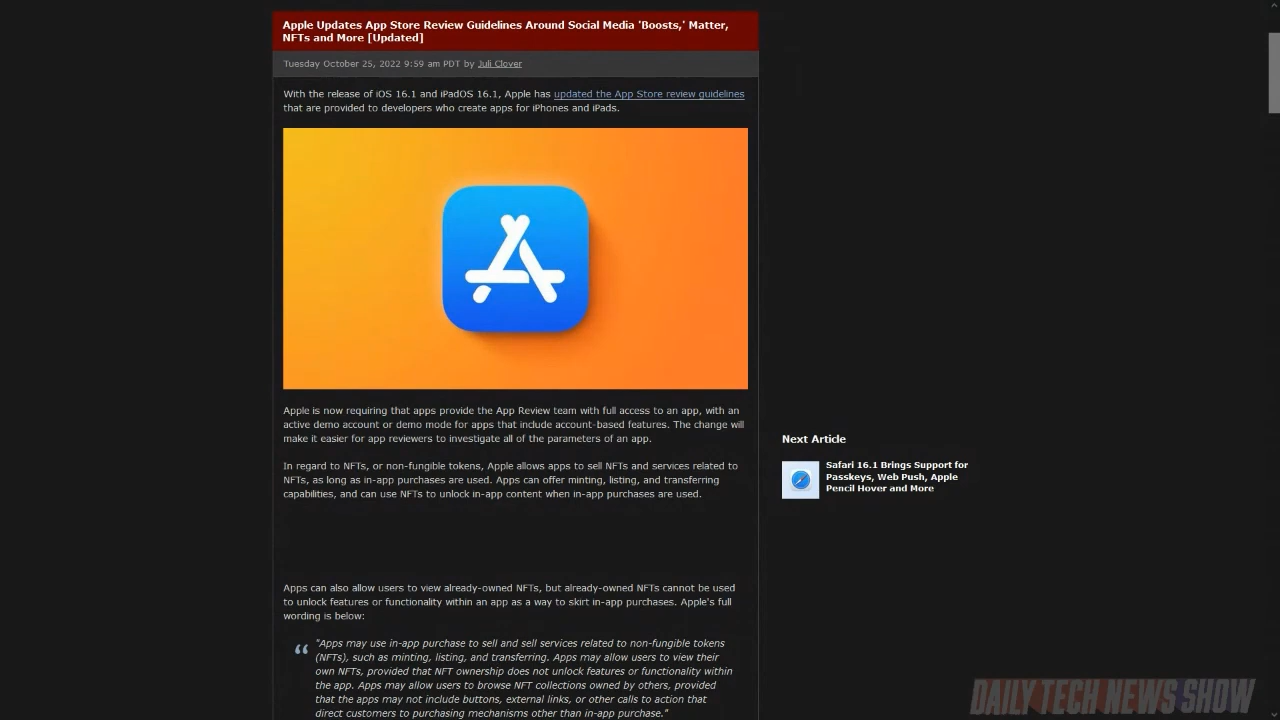 Apple Updates App Store Review Guidelines Around Social Media 'Boosts,' Matter,
NFTs and More [Updated]
Tuesday October 25, 2022 9:59 am PDT by Juli Clover
With the release of iOS 16.1 and iPadOS 16.1, Apple has updated the App Store review guidelines
that are provided to developers who create apps for iPhones and iPads.
Apple is now requiring that apps provide the App Review team with full access to an app, with an
active demo account or demo mode for apps that include account-based features. The change will
make it easier for app reviewers to investigate all of the parameters of an app.
In regard to NFTs, or non-fungible tokens, Apple allows apps to sell NFTs and services related to
NFTs, as long as in-app purchases are used. Apps can offer minting, listing, and transferring
capabilities, and can use NFTs to unlock in-app content when in-app purchases are used.
Apps can also allow users to view already-owned NFTs, but already-owned NFTs cannot be used
to unlock features or functionality within an app as a way to skirt in-app purchases. Apple's full
wording is below:
"Apps may use in-app purchase to sell and sell services related to non-fungible tokens
(NFTs), such as minting, listing, and transferring. Apps may allow users to view their
own NFTs, provided that NFT ownership does not unlock features or functionality within
the app. Apps may allow users to browse NFT collections owned by others, provided
that the apps may not include buttons, external links, or other calls to action that
direct customers to purchasing mechanisms other than in-app purchase."
Next Article
Safari 16.1 Brings Support for
Passkeys, Web Push, Apple
Pencil Hover and More
DAILY TECH NEWS SHOW